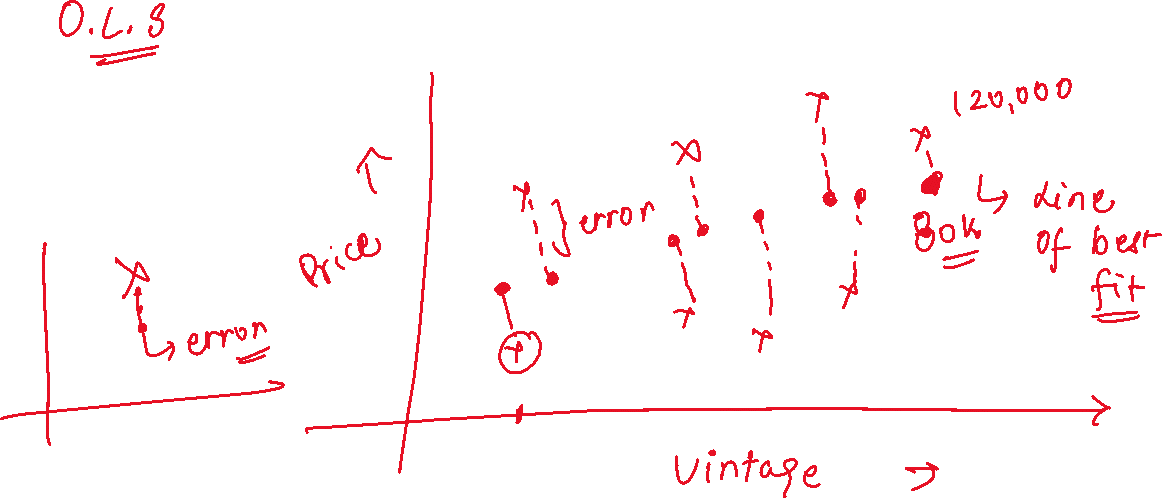 O.L.S
120,000
Price
error
80k
Line
of best
fit
error
Vintage